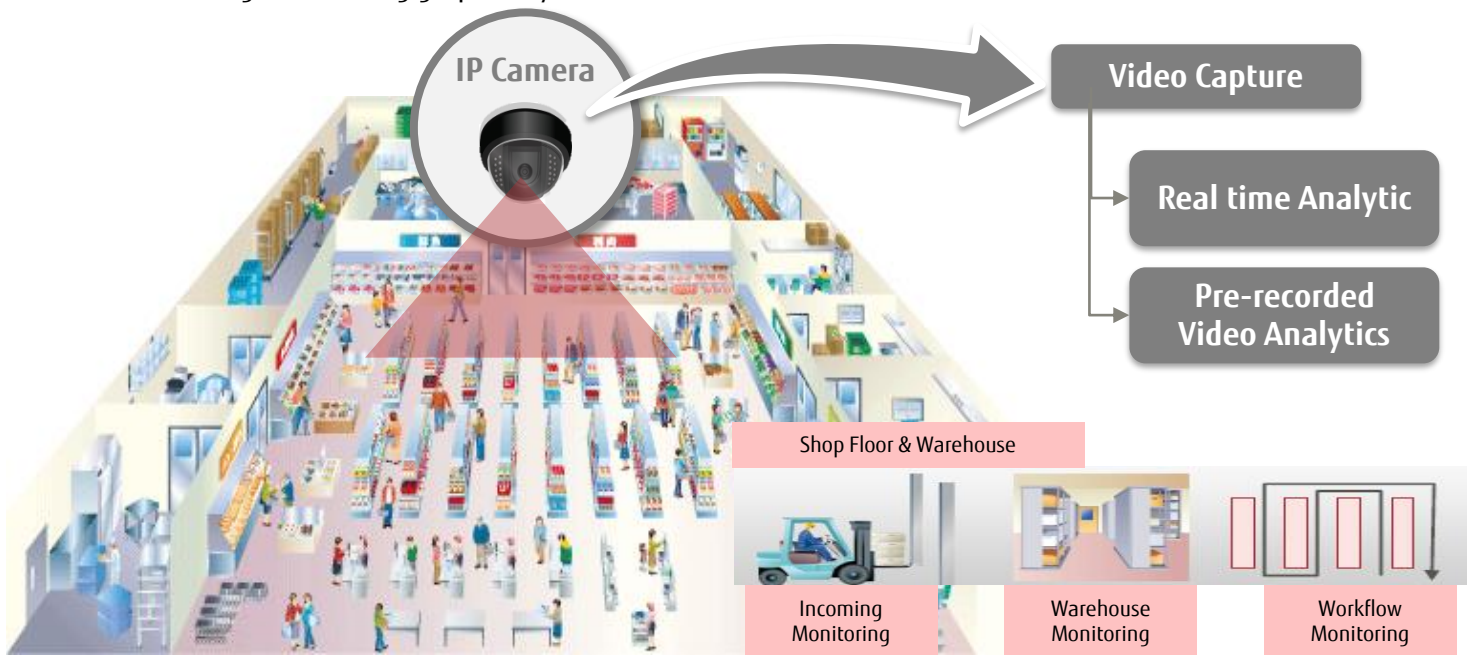 IP Camera
Video Capture
Real time Analytic
Pre-recorded
Video Analytics
Shop Floor & Warehouse
Incoming
Monitoring
Warehouse
Monitoring
Workflow
Monitoring